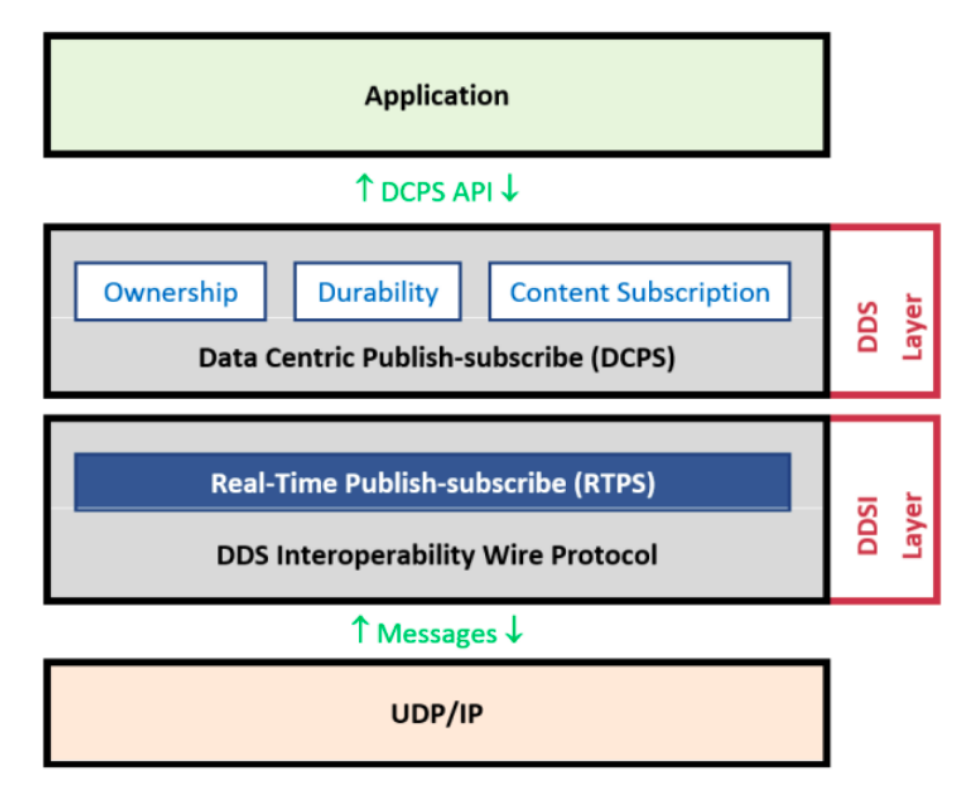 Application
↑ DCPS API ↓
Ownership
Durability
Content Subscription
Data Centric Publish-subscribe (DCPS)
DDS
Layer
Real-Time Publish-subscribe (RTPS)
DDS Interoperability Wire Protocol
DDSI
Layer
↑ Messages ↓
UDP/IP